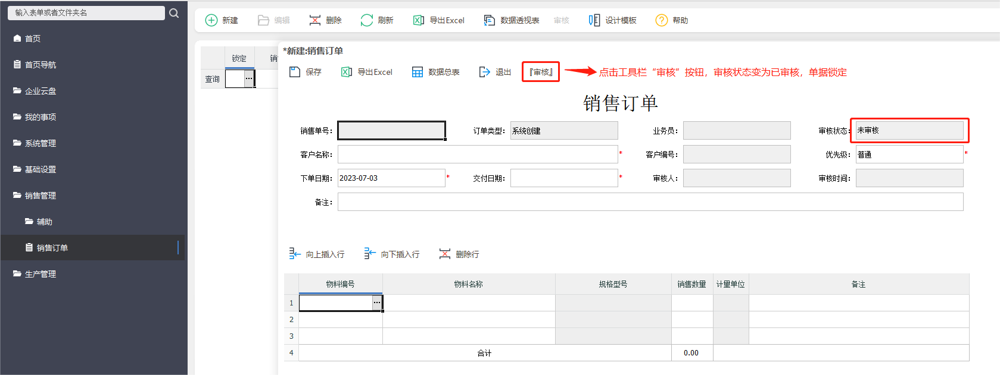 输入表单或者文件夹名
首页
首页导航
企业云盘
我的事项
系统管理
基础设置
销售管理
辅助
销售订单
生产管理
新建 编辑 删除 刷新 导出Excel 数据透视表 审核 设计模板 帮助
锁定 销
查询 ...
*新建:销售订单
保存 导出Excel 数据总表 退出 『审核』 点击工具栏“审核”按钮，审核状态变为已审核，单据锁定
销售订单
销售单号: 订单类型: 系统创建 业务员: 审核状态: 未审核
客户名称: * 客户编号: 优先级: 普通 *
下单日期: 2023-07-03 * 交付日期: * 审核人: 审核时间:
备注:
向上插入行 向下插入行 删除行
物料编号 物料名称 规格型号 销售数量 计量单位 备注
1 ...
2
3
4 合计 0.00